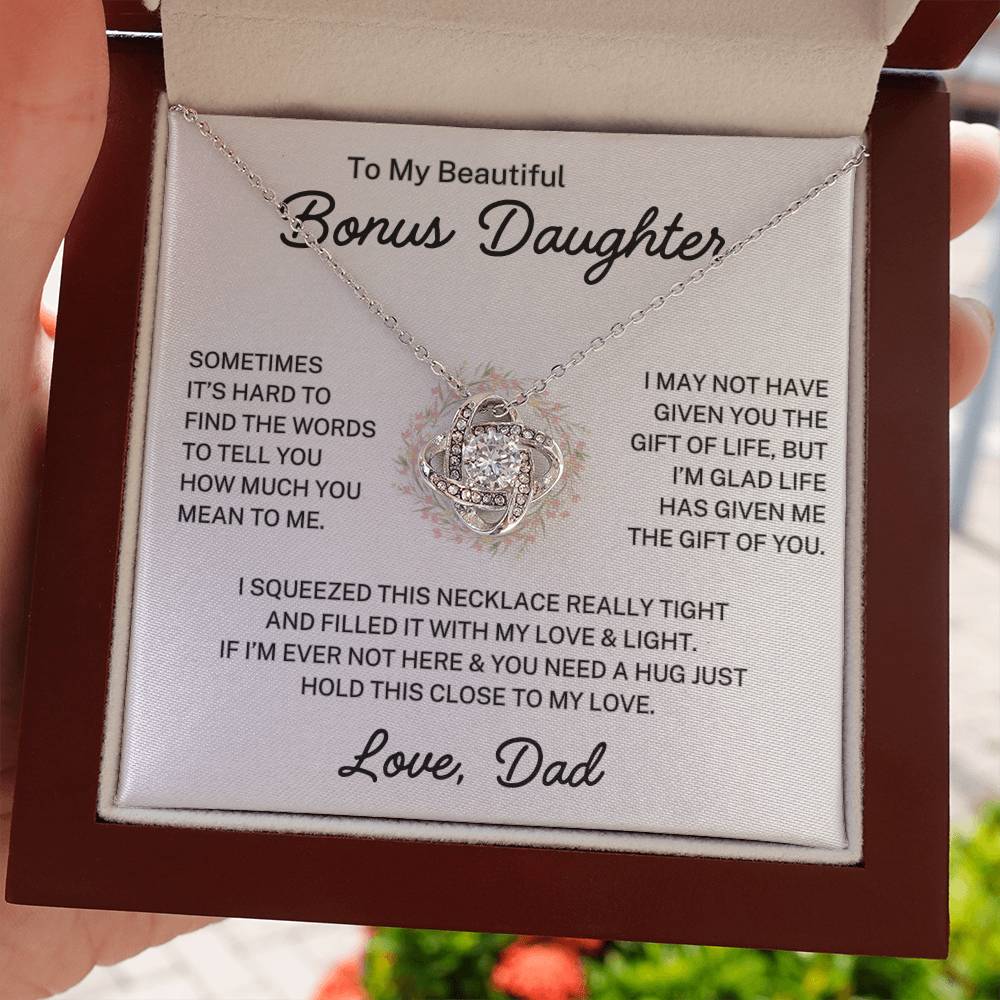 To My Beautiful
Bonus Daughter
SOMETIMES
IT'S HARD TO
FIND THE WORDS
TO TELL YOU
HOW MUCH YOU
MEAN TO ME.
I MAY NOT HAVE
GIVEN YOU THE
GIFT OF LIFE, BUT
I'M GLAD LIFE
HAS GIVEN ME
THE GIFT OF YOU.
I SQUEEZED THIS NECKLACE REALLY TIGHT
AND FILLED IT WITH MY LOVE & LIGHT.
IF I'M EVER NOT HERE & YOU NEED A HUG JUST
HOLD THIS CLOSE TO MY LOVE.
Love, Dad